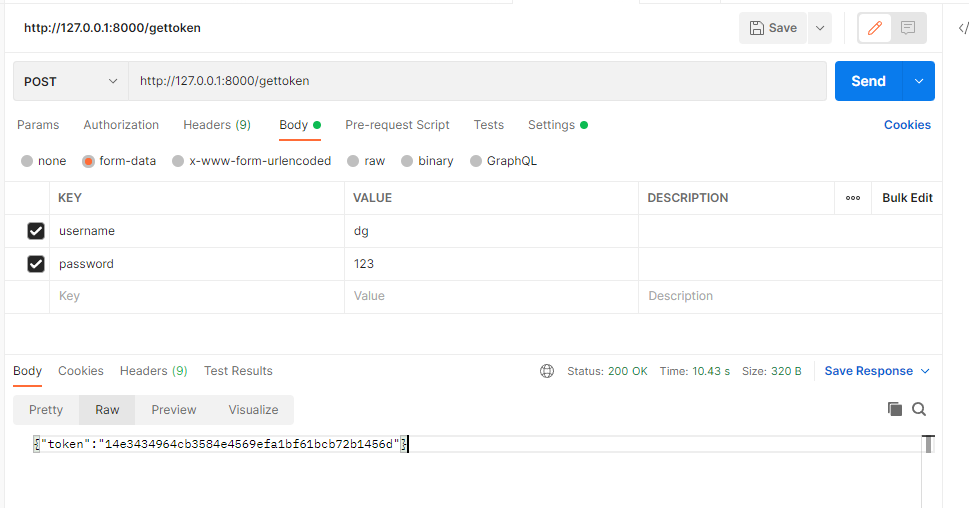 http://127.0.0.1:8000/gettoken
Save
POST http://127.0.0.1:8000/gettoken Send
Params Authorization Headers (9) Body Pre-request Script Tests Settings Cookies
none form-data x-www-form-urlencoded raw binary GraphQL
KEY VALUE DESCRIPTION ooo Bulk Edit
username dg
password 123
Key Value Description
Body Cookies Headers (9) Test Results Status: 200 OK Time: 10.43 s Size: 320 B Save Response
Pretty Raw Preview Visualize
{"token":"14e3434964cb3584e4569efa1bf61bcb72b1456d"}